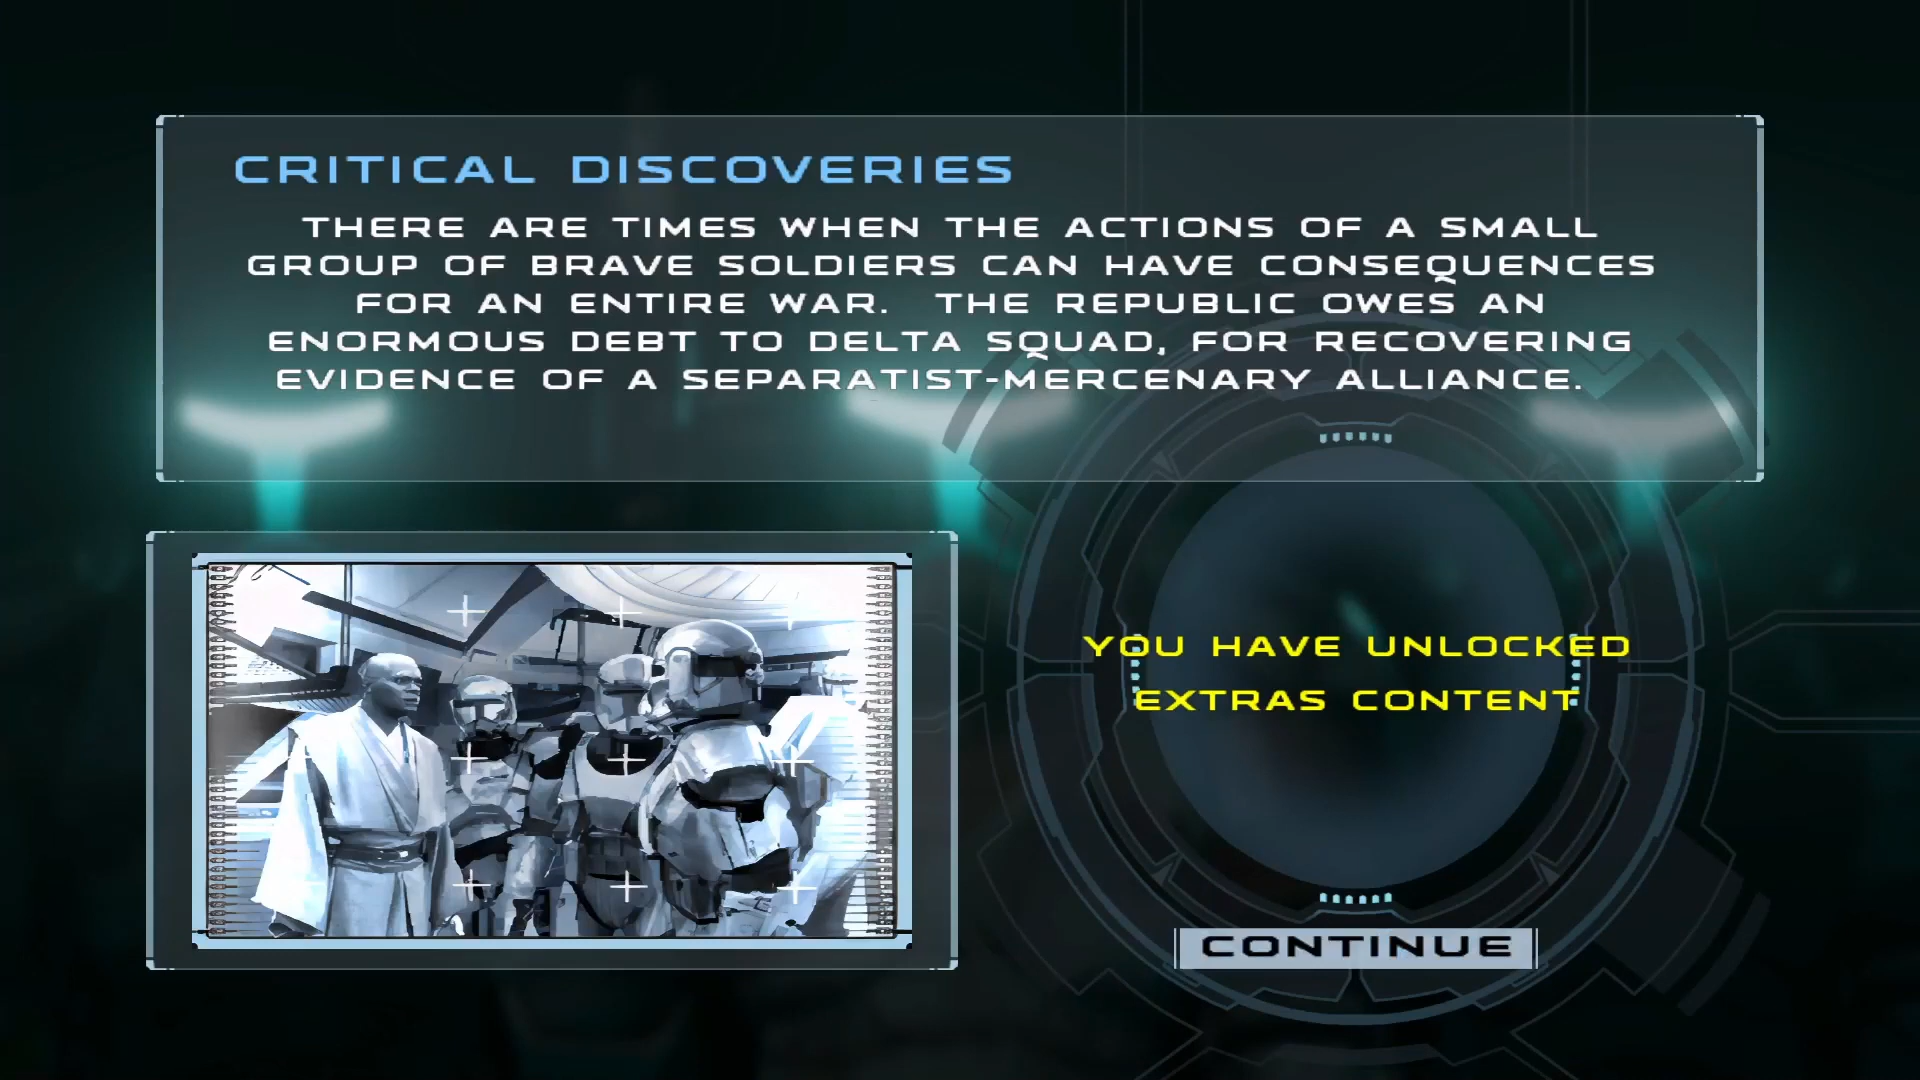 CRITICAL DISCOVERIES
THERE ARE TIMES WHEN THE ACTIONS OF A SMALL
GROUP OF BRAVE SOLDIERS CAN HAVE CONSEQUENCES
FOR AN ENTIRE WAR. THE REPUBLIC OWES AN
ENORMOUS DEBT TO DELTA SQUAD, FOR RECOVERING
EVIDENCE OF A SEPARATIST-MERCENARY ALLIANCE.
YOU HAVE UNLOCKED
EXTRAS CONTENT
CONTINUE